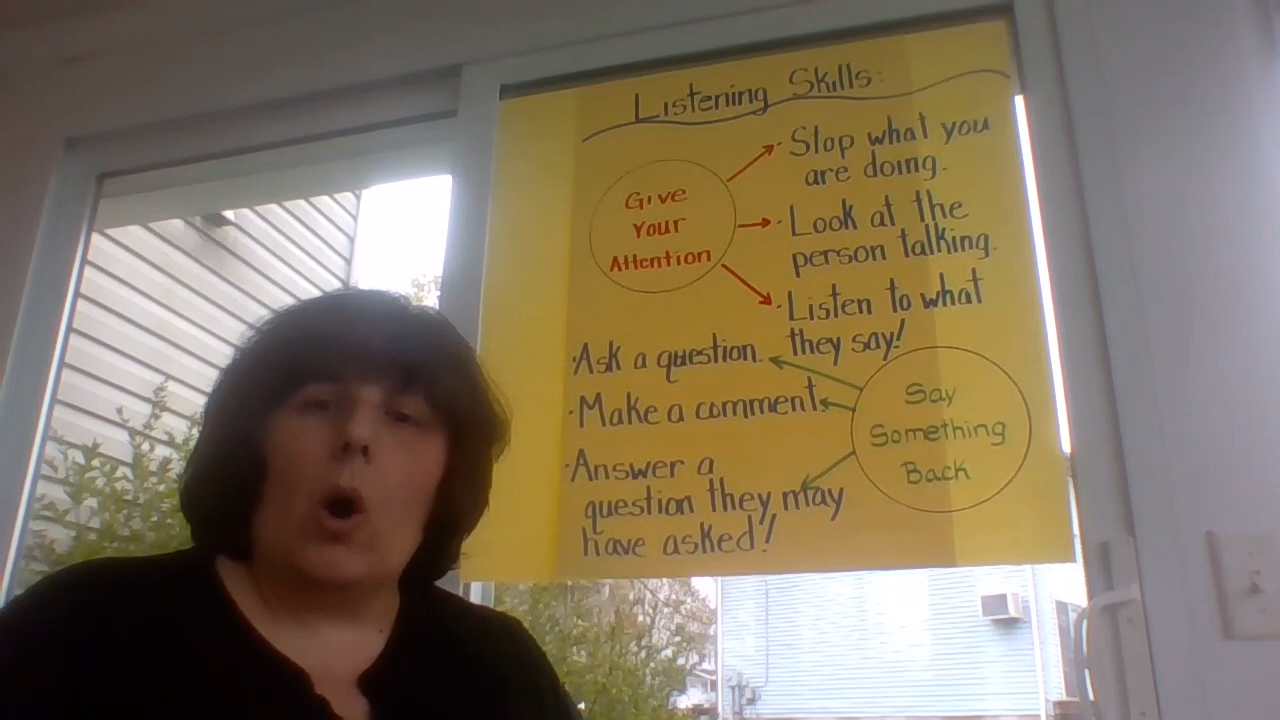 Listening Skills:
Give
Your
Attention
· Stop what you
are doing.
· Look at the
person talking.
· Listen to what
they say!
Say
Something
Back
· Ask a question.
· Make a comment.
· Answer a
question they may
have asked!